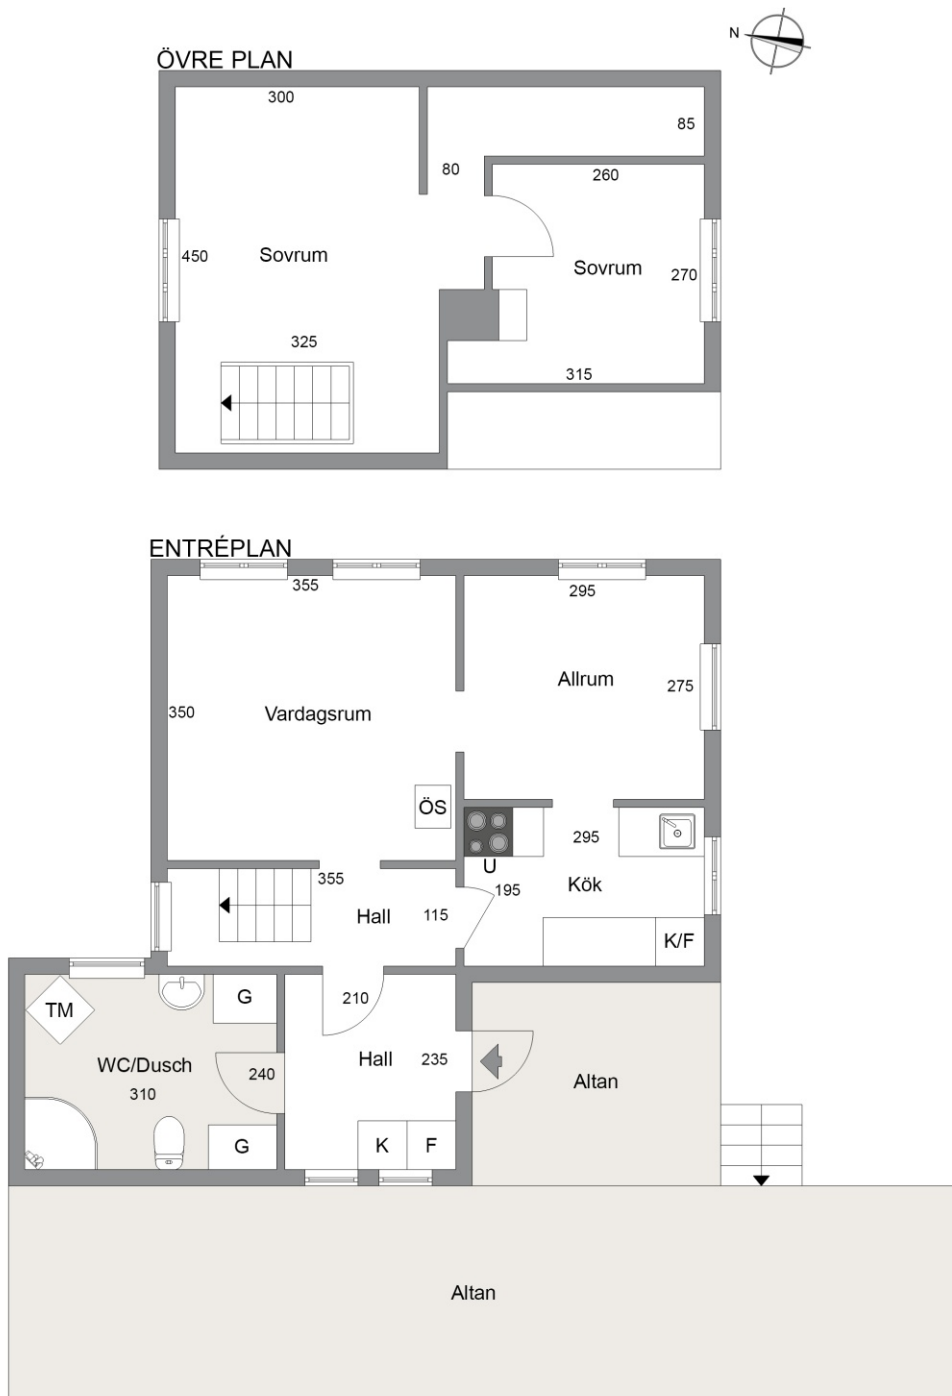 N
ÖVRE PLAN
300
85
80
260
450
Sovrum
Sovrum
270
325
315
ENTRÉPLAN
355
295
Allrum
275
350
Vardagsrum
ÖS
295
U
355
195
Kök
Hall
115
K/F
TM
G
210
WC/Dusch
240
Hall
235
310
Altan
G
K
F
Altan